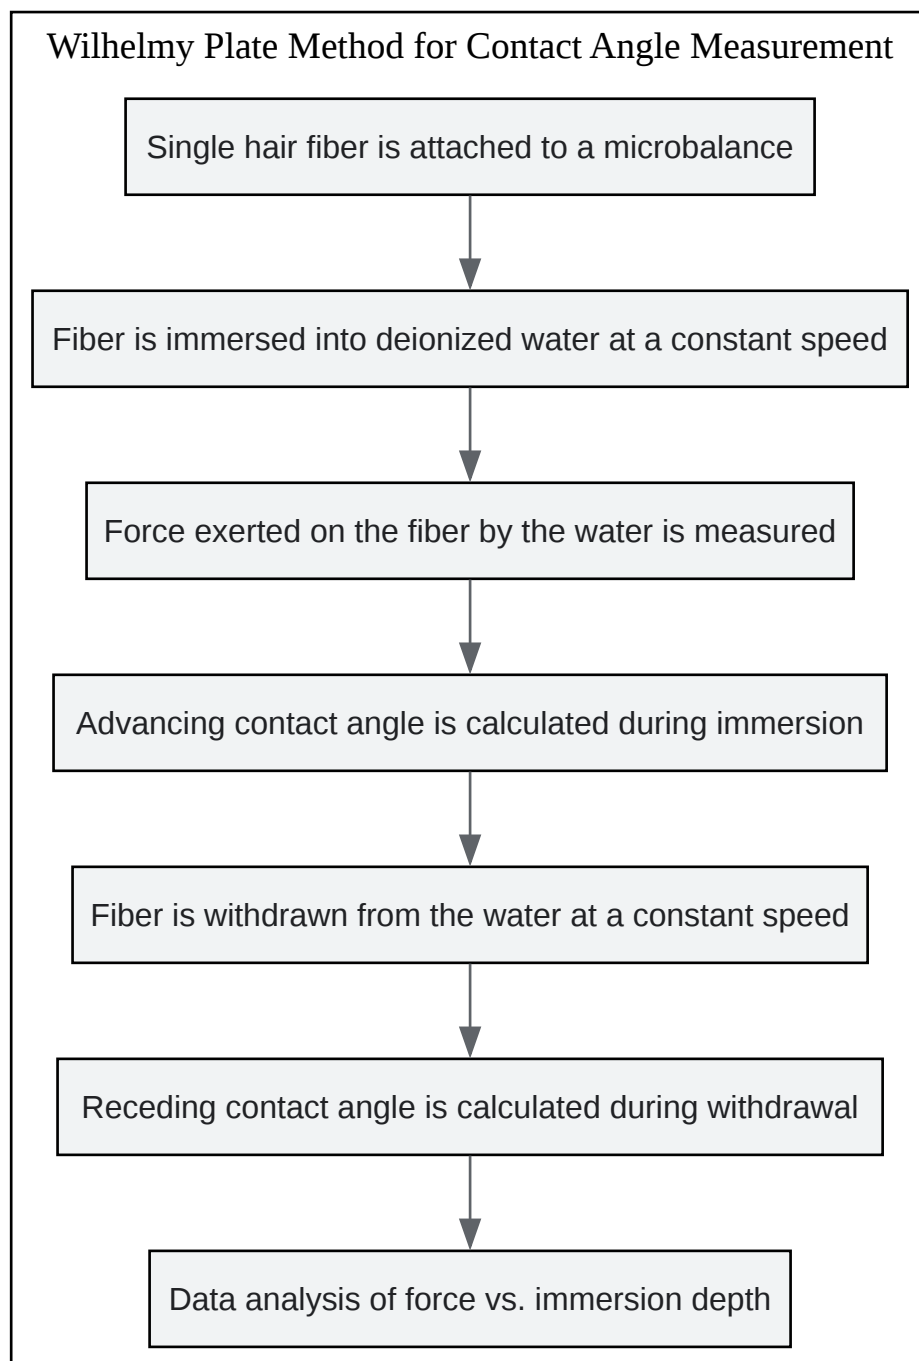 Wilhelmy Plate Method for Contact Angle Measurement
Single hair fiber is attached to a microbalance
Fiber is immersed into deionized water at a constant speed
Force exerted on the fiber by the water is measured
Advancing contact angle is calculated during immersion
Fiber is withdrawn from the water at a constant speed
Receding contact angle is calculated during withdrawal
Data analysis of force vs. immersion depth